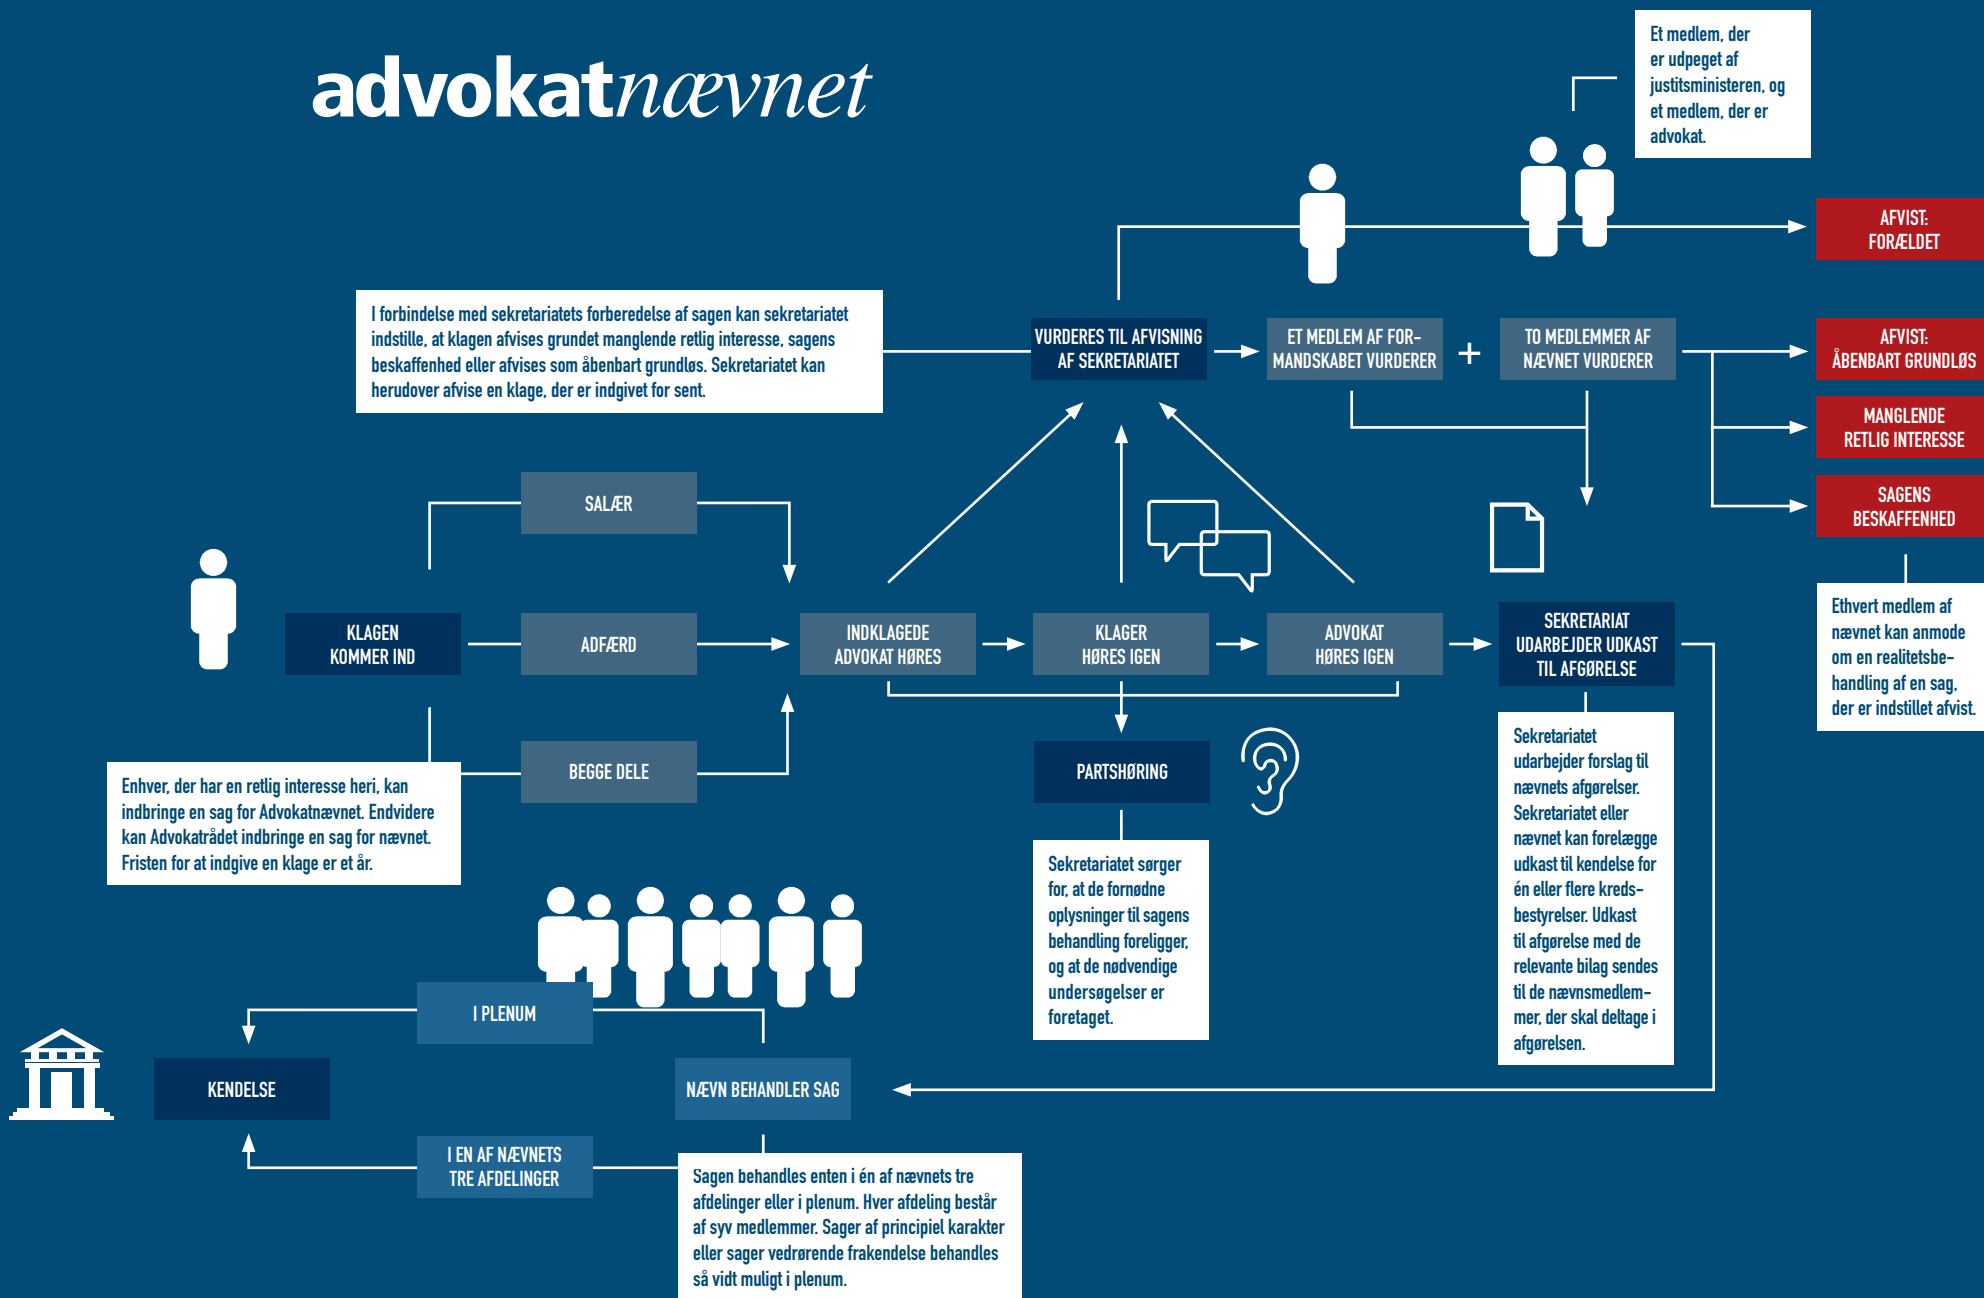 advokatnævnet
Et medlem, der
er udpeget af
justitsministeren, og
et medlem, der er
advokat.
AFVIST:
FORÆLDET
I forbindelse med sekretariatets forberedelse af sagen kan sekretariatet
indstille, at klagen afvises grundet manglende retlig interesse, sagens
beskaffenhed eller afvises som åbenbart grundløs. Sekretariatet kan
herudover afvise en klage, der er indgivet for sent.
VURDERES TIL AFVISNING
AF SEKRETARIATET
ET MEDLEM AF FOR-
MANDSKABET VURDERER
+
TO MEDLEMMER AF
NÆVNET VURDERER
AFVIST:
ÅBENBART GRUNDLØS
MANGLENDE
RETLIG INTERESSE
SAGENS
BESKAFFENHED
Ethvert medlem af
nævnet kan anmode
om en realitetsbe-
handling af en sag,
der er indstillet afvist.
SALÆR
KLAGEN
KOMMER IND
ADFÆRD
BEGGE DELE
INDKLAGEDE
ADVOKAT HØRES
KLAGER
HØRES IGEN
ADVOKAT
HØRES IGEN
SEKRETARIAT
UDARBEJDER UDKAST
TIL AFGØRELSE
Enhver, der har en retlig interesse heri, kan
indbringe en sag for Advokatnævnet. Endvidere
kan Advokatrådet indbringe en sag for nævnet.
Fristen for at indgive en klage er et år.
PARTSHØRING
Sekretariatet sørger
for, at de fornødne
oplysninger til sagens
behandling foreligger,
og at de nødvendige
undersøgelser er
foretaget.
Sekretariatet
udarbejder forslag til
nævnets afgørelser.
Sekretariatet eller
nævnet kan forelægge
udkast til kendelse for
én eller flere kreds-
bestyrelser. Udkast
til afgørelse med de
relevante bilag sendes
til de nævnsmedlem-
mer, der skal deltage i
afgørelsen.
I PLENUM
KENDELSE
NÆVN BEHANDLER SAG
I EN AF NÆVNETS
TRE AFDELINGER
Sagen behandles enten i én af nævnets tre
afdelinger eller i plenum. Hver afdeling består
af syv medlemmer. Sager af principiel karakter
eller sager vedrørende frakendelse behandles
så vidt muligt i plenum.